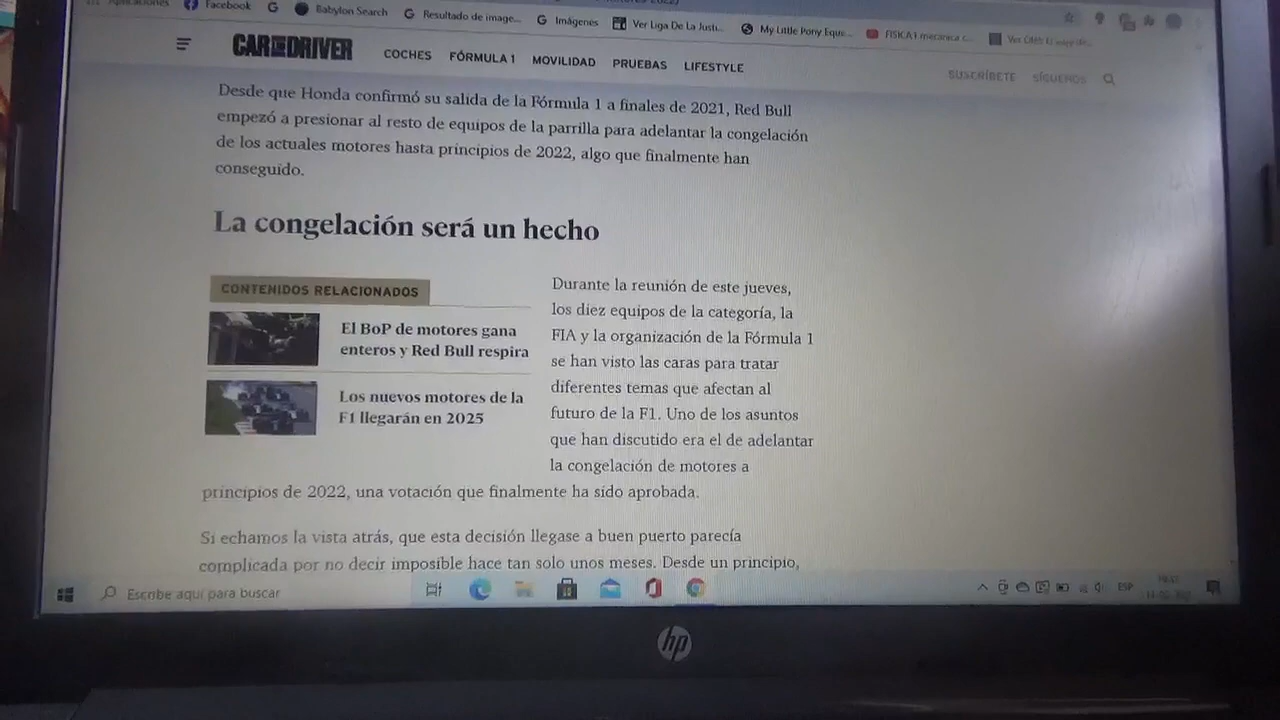 Facebook
Babylon Search
Resultado de image...
Imágenes
Ver Liga De La Justi...
My Little Pony Eque...
FISICA I mecanica c...
CAR AND DRIVER
COCHES FÓRMULA 1 MOVILIDAD PRUEBAS LIFESTYLE
SUSCRÍBETE SÍGUENOS
Desde que Honda confirmó su salida de la Fórmula 1 a finales de 2021, Red Bull
empezó a presionar al resto de equipos de la parrilla para adelantar la congelación
de los actuales motores hasta principios de 2022, algo que finalmente han
conseguido.
La congelación será un hecho
CONTENIDOS RELACIONADOS
El BoP de motores gana
enteros y Red Bull respira
Los nuevos motores de la
F1 llegarán en 2025
Durante la reunión de este jueves,
los diez equipos de la categoría, la
FIA y la organización de la Fórmula 1
se han visto las caras para tratar
diferentes temas que afectan al
futuro de la F1. Uno de los asuntos
que han discutido era el de adelantar
la congelación de motores a
principios de 2022, una votación que finalmente ha sido aprobada.
Si echamos la vista atrás, que esta decisión llegase a buen puerto parecía
complicada por no decir imposible hace tan solo unos meses. Desde un principio,
Escribe aquí para buscar
ESP
hp